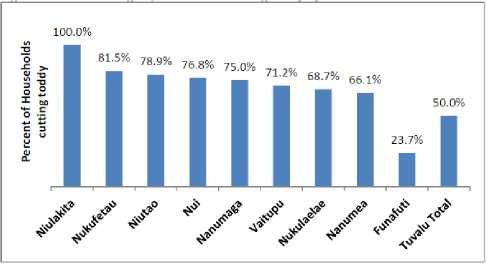 Percent of Households
cutting toddy
100.0%
81.5%
78.9%
76.8%
75.0%
71.2%
68.7%
66.1%
23.7%
50.0%
Niulakita
Nukufetau
Niutao
Nui
Nanumaga
Vaitupu
Nukulaelae
Nanumea
Funafuti
Tuvalu Total